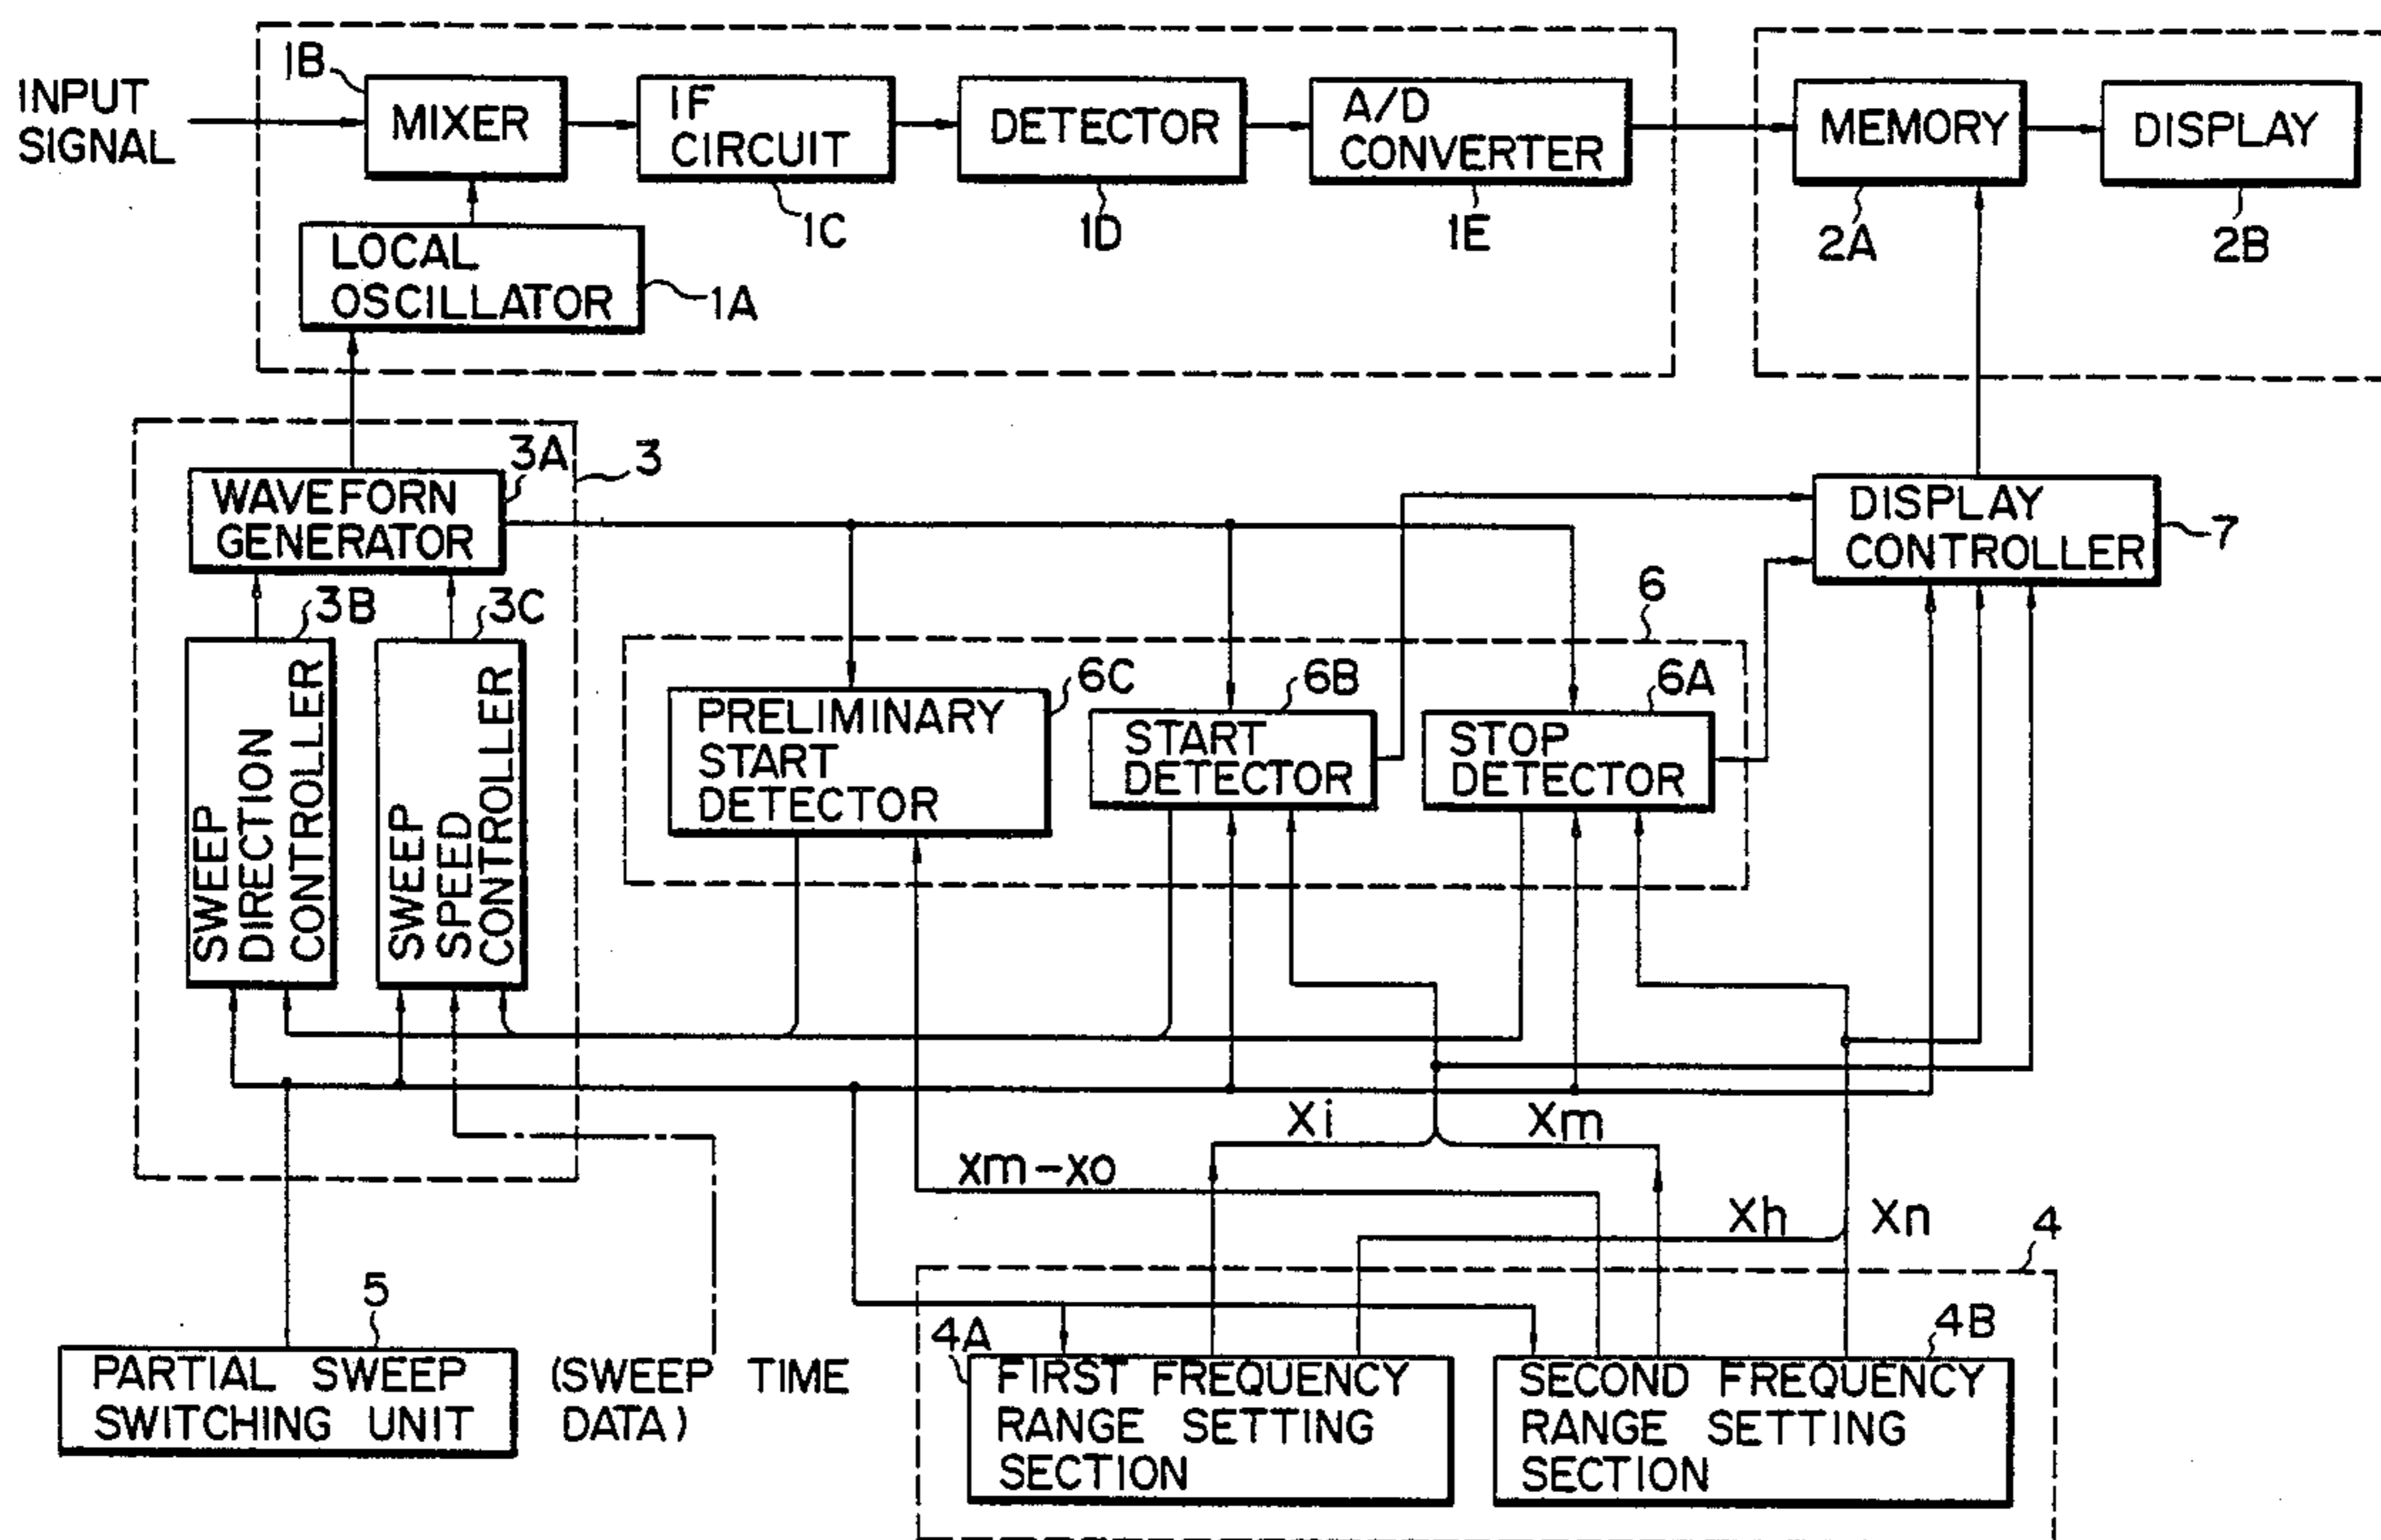 INPUT
SIGNAL
1B
MIXER
IF
CIRCUIT
1C
DETECTOR
1D
A/D
CONVERTER
1E
MEMORY
2A
DISPLAY
2B
LOCAL
OSCILLATOR
1A
3A
3
WAVEFORN
GENERATOR
3B
3C
SWEEP
DIRECTION
CONTROLLER
SWEEP
SPEED
CONTROLLER
DISPLAY
CONTROLLER
7
6
6C
PRELIMINARY
START
DETECTOR
6B
START
DETECTOR
6A
STOP
DETECTOR
Xi
Xm
xm-xo
Xh
Xn
4
5
PARTIAL SWEEP
SWITCHING UNIT
(SWEEP TIME
DATA)
4A
FIRST FREQUENCY
RANGE SETTING
SECTION
4B
SECOND FREQUENCY
RANGE SETTING
SECTION